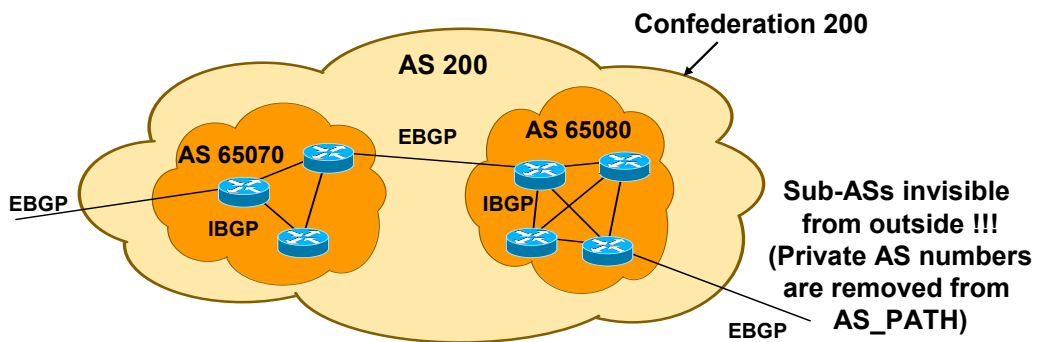 Confederation 200
AS 200
AS 65070
EBGP
AS 65080
EBGP
IBGP
IBGP
Sub-ASs invisible
from outside !!!
(Private AS numbers
are removed from
AS_PATH)
EBGP